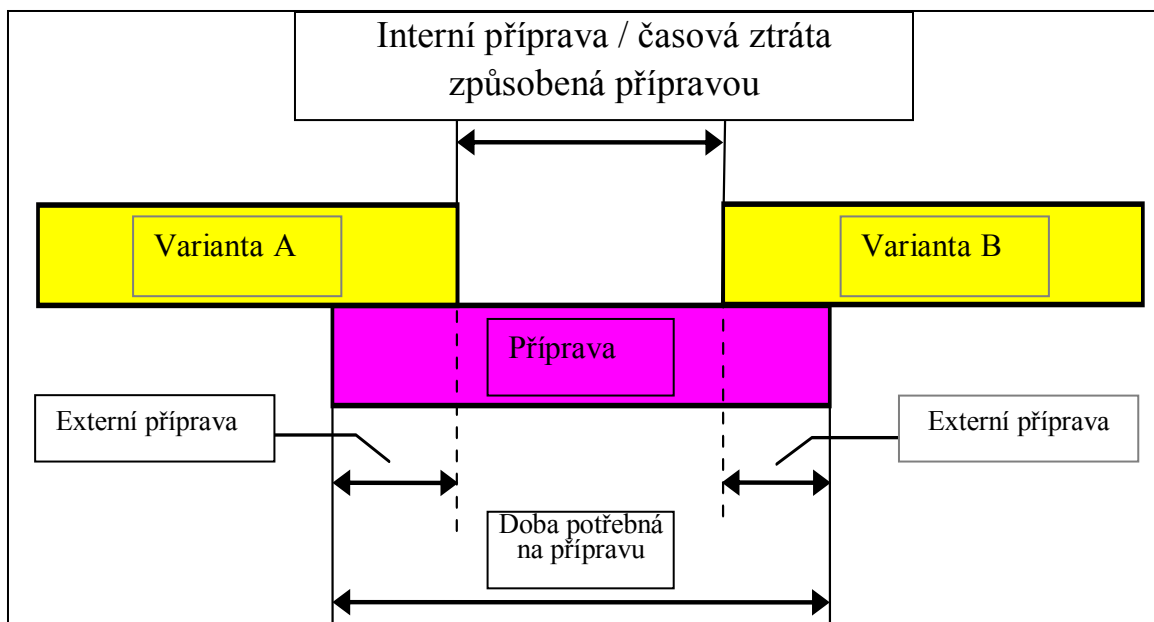 Interní příprava / časová ztráta
způsobená přípravou
Varianta A
Varianta B
Příprava
Externí příprava
Externí příprava
Doba potřebná
na přípravu